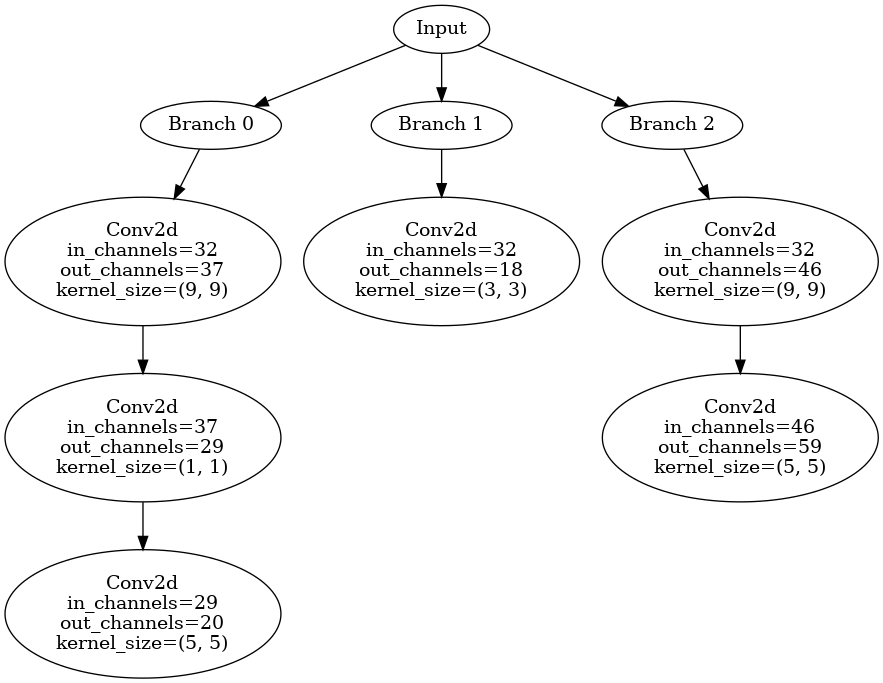 Input
Branch 0
Branch 1
Branch 2
Conv2d
in_channels=32
out_channels=37
kernel_size=(9, 9)
Conv2d
in_channels=32
out_channels=18
kernel_size=(3, 3)
Conv2d
in_channels=32
out_channels=46
kernel_size=(9, 9)
Conv2d
in_channels=37
out_channels=29
kernel_size=(1, 1)
Conv2d
in_channels=46
out_channels=59
kernel_size=(5, 5)
Conv2d
in_channels=29
out_channels=20
kernel_size=(5, 5)